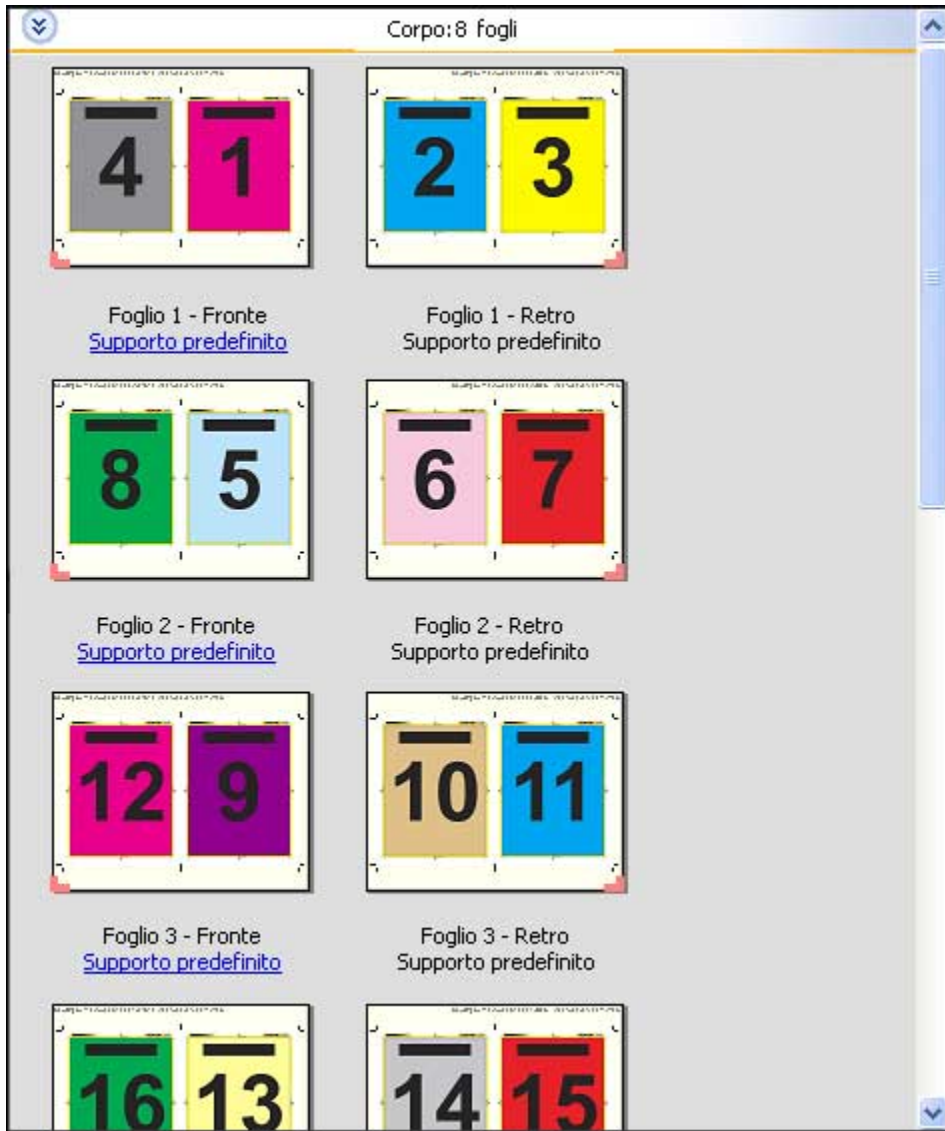 Corpo:8 fogli
4 1 2 3
Foglio 1 - Fronte Foglio 1 - Retro
Supporto predefinito Supporto predefinito
8 5 6 7
Foglio 2 - Fronte Foglio 2 - Retro
Supporto predefinito Supporto predefinito
12 9 10 11
Foglio 3 - Fronte Foglio 3 - Retro
Supporto predefinito Supporto predefinito
16 13 14 15